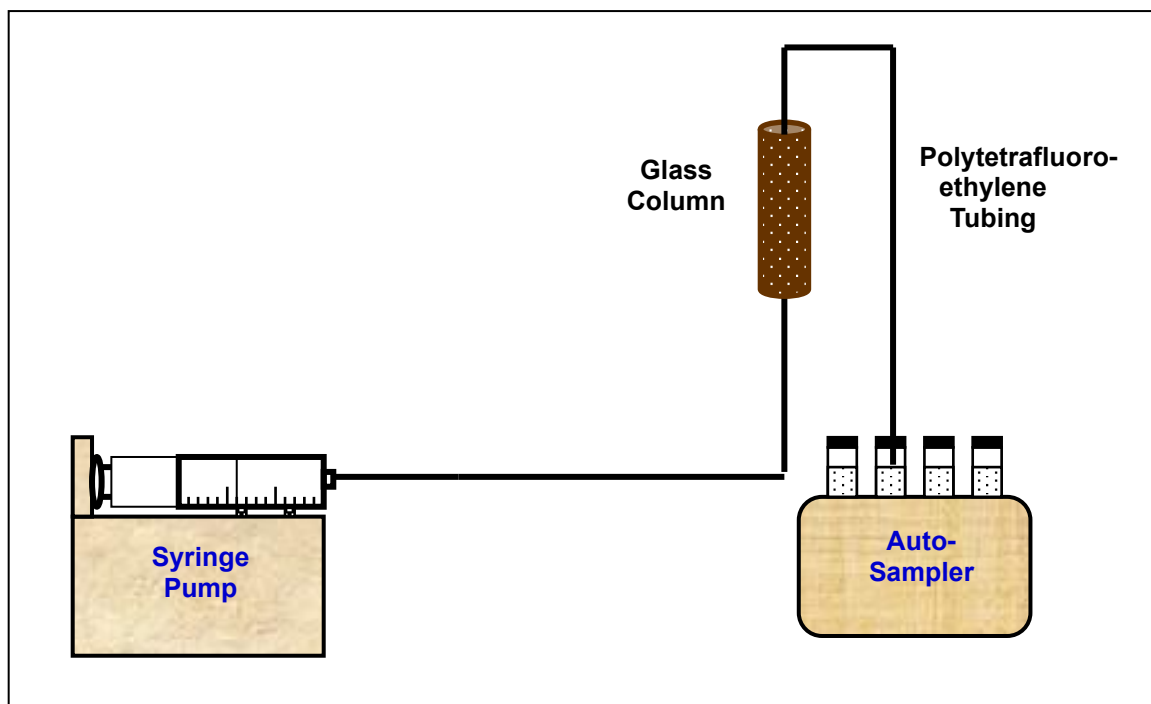 Glass
Column
Polytetrafluoro-
ethylene
Tubing
Syringe
Pump
Auto-
Sampler